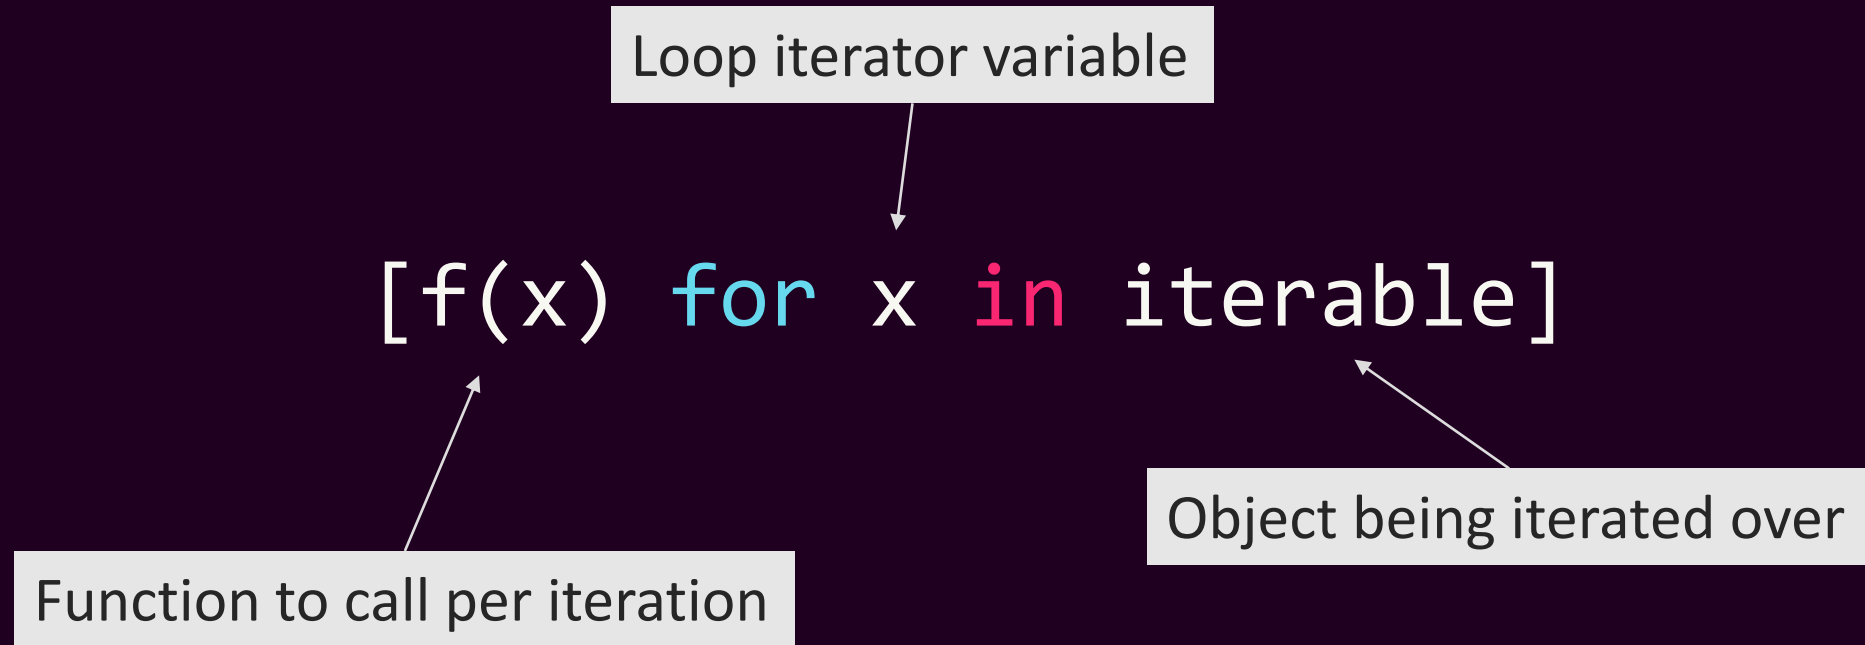 Loop iterator variable
[f(x) for x in iterable]
Object being iterated over
Function to call per iteration